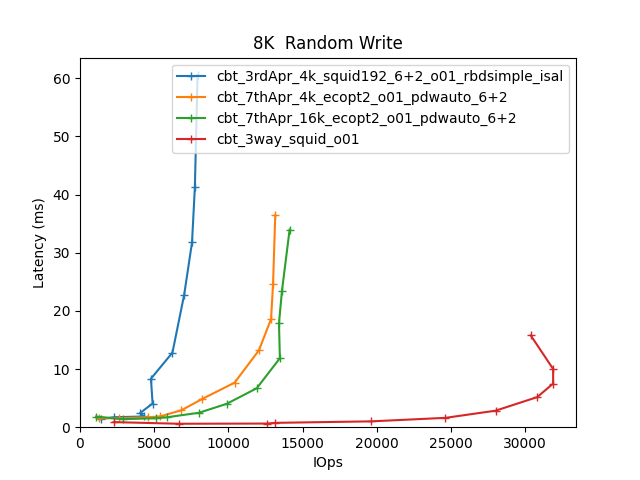 8K Random Write
cbt_3rdApr_4k_squid192_6+2_o01_rbdsimple_isal
cbt_7thApr_4k_ecopt2_o01_pdwauto_6+2
cbt_7thApr_16k_ecopt2_o01_pdwauto_6+2
cbt_3way_squid_o01
60
50
40
30
20
10
0
Latency (ms)
0 5000 10000 15000 20000 25000 30000
IOps